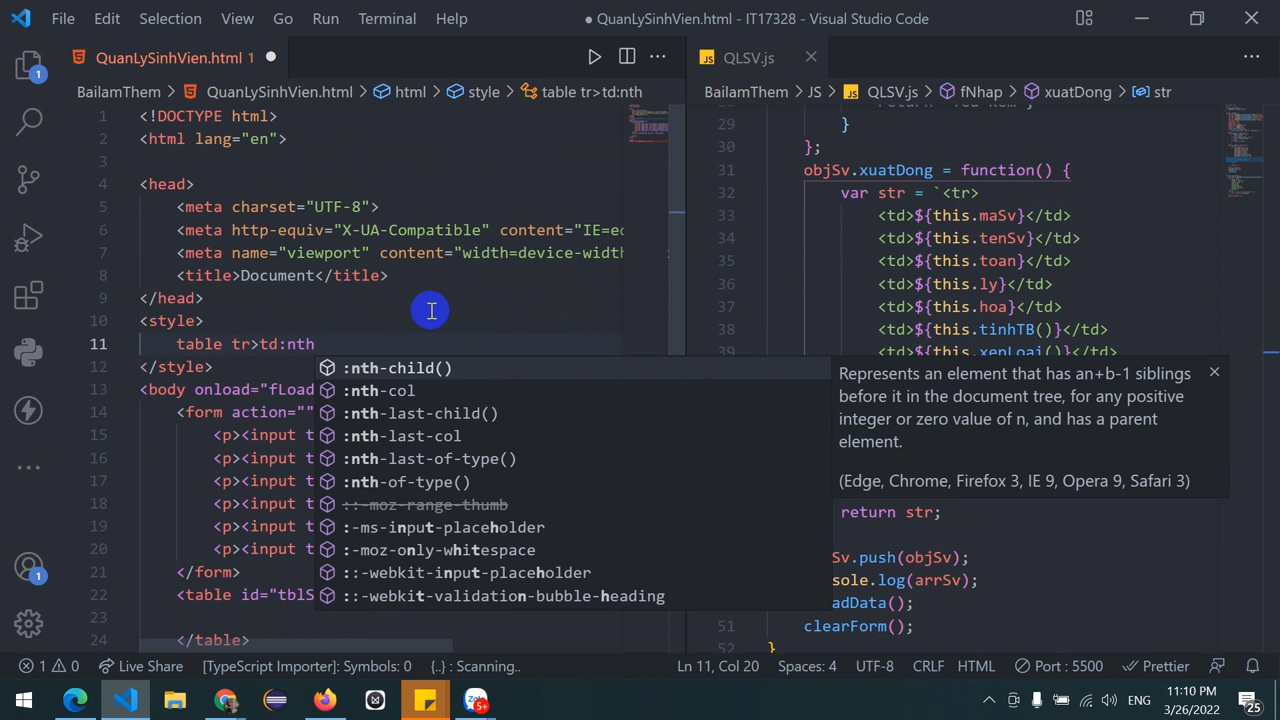 File Edit Selection View Go Run Terminal Help
● QuanLySinhVien.html - IT17328 - Visual Studio Code
QuanLySinhVien.html 1 ●
BailamThem > QuanLySinhVien.html > html > style > table tr>td:nth
1 <!DOCTYPE html>
2 <html lang="en">
4 <head>
5 <meta charset="UTF-8">
6 <meta http-equiv="X-UA-Compatible" content="IE=ed
7 <meta name="viewport" content="width=device-width
8 <title>Document</title>
9 </head>
10 <style>
11 table tr>td:nth
12 </style>
13 <body onload="fLoad
14 <form action=""
15 <p><input t
16 <p><input t
17 <p><input t
18 <p><input t
19 <p><input t
20 <p><input t
21 </form>
22 <table id="tblS
23
24 </table>
:nth-child()
:nth-col
:nth-last-child()
:nth-last-col
:nth-last-of-type()
:nth-of-type()
::-moz-range-thumb
:-ms-input-placeholder
:-moz-only-whitespace
::-webkit-input-placeholder
::-webkit-validation-bubble-heading
Represents an element that has an+b-1 siblings
before it in the document tree, for any positive
integer or zero value of n, and has a parent
element.
(Edge, Chrome, Firefox 3, IE 9, Opera 9, Safari 3)
QLSV.js
BailamThem > JS > QLSV.js > fNhap > xuatDong > str
29 }
30 };
31 objSv.xuatDong = function() {
32 var str = `<tr>
33 <td>${this.maSv}</td>
34 <td>${this.tenSv}</td>
35 <td>${this.toan}</td>
36 <td>${this.ly}</td>
37 <td>${this.hoa}</td>
38 <td>${this.tinhTB()}</td>
39 <td>${this.xepLoai()}</td>
return str;
Sv.push(objSv);
sole.log(arrSv);
adData();
51 clearForm();
52 }
1 0 Live Share [TypeScript Importer]: Symbols: 0 {..} : Scanning.. Ln 11, Col 20 Spaces: 4 UTF-8 CRLF HTML Port : 5500 Prettier
5+ ENG 11:10 PM
3/26/2022
25